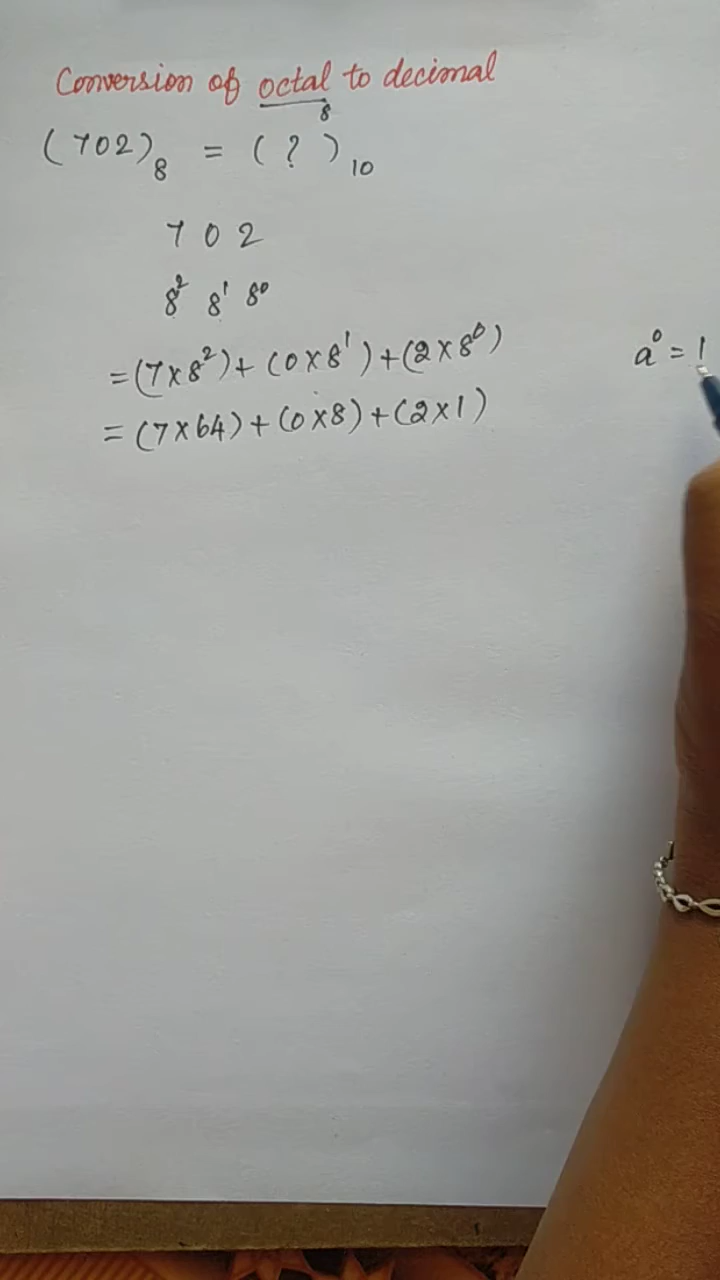 Conversion of octal to decimal
8
(702)₈ = ( ? )₁₀
7 0 2
8² 8¹ 8⁰
= (7×8²) + (0×8¹) + (2×8⁰)
a⁰ = 1
= (7×64) + (0×8) + (2×1)